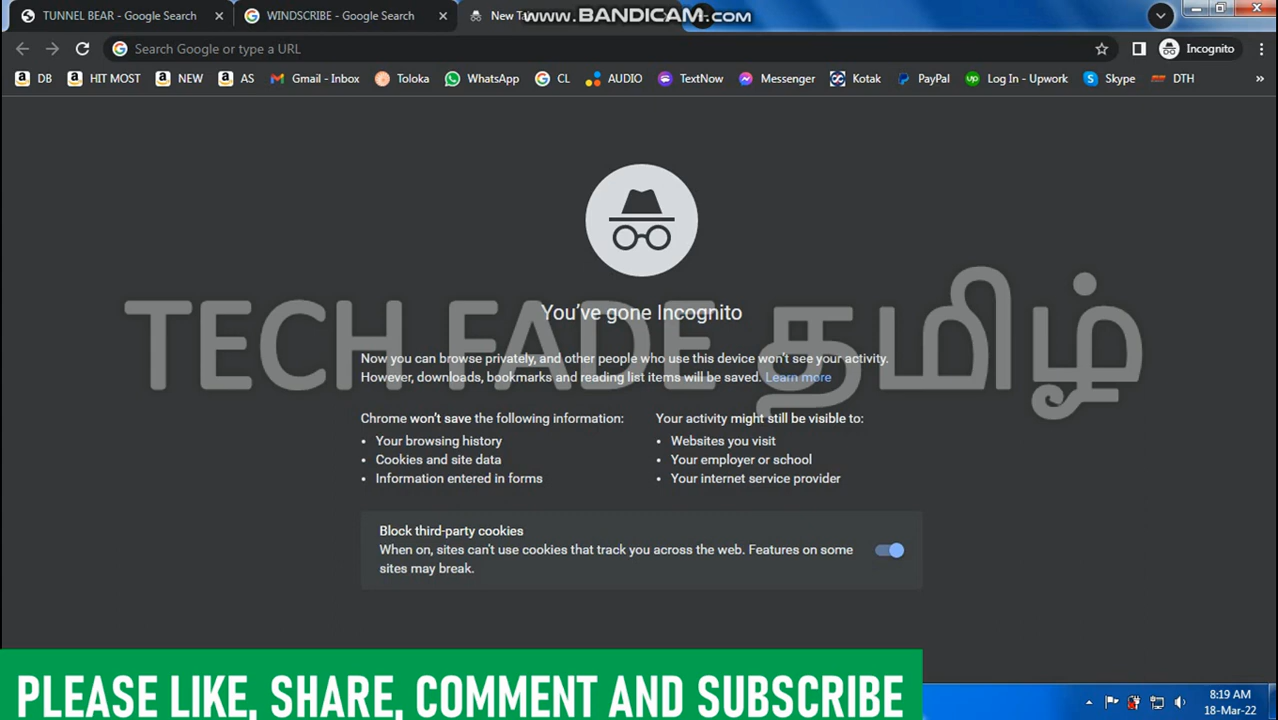 TUNNEL BEAR - Google Search WINDSCRIBE - Google Search New Ta
www.BANDICAM.com
Search Google or type a URL Incognito
DB HIT MOST NEW AS Gmail - Inbox Toloka WhatsApp CL AUDIO TextNow Messenger Kotak PayPal Log In - Upwork Skype DTH »
You've gone Incognito
TECH FADE தமிழ்
Now you can browse privately, and other people who use this device won't see your activity.
However, downloads, bookmarks and reading list items will be saved. Learn more
Chrome won't save the following information:
• Your browsing history
• Cookies and site data
• Information entered in forms
Your activity might still be visible to:
• Websites you visit
• Your employer or school
• Your internet service provider
Block third-party cookies
When on, sites can't use cookies that track you across the web. Features on some
sites may break.
PLEASE LIKE, SHARE, COMMENT AND SUBSCRIBE
8:19 AM
18-Mar-22